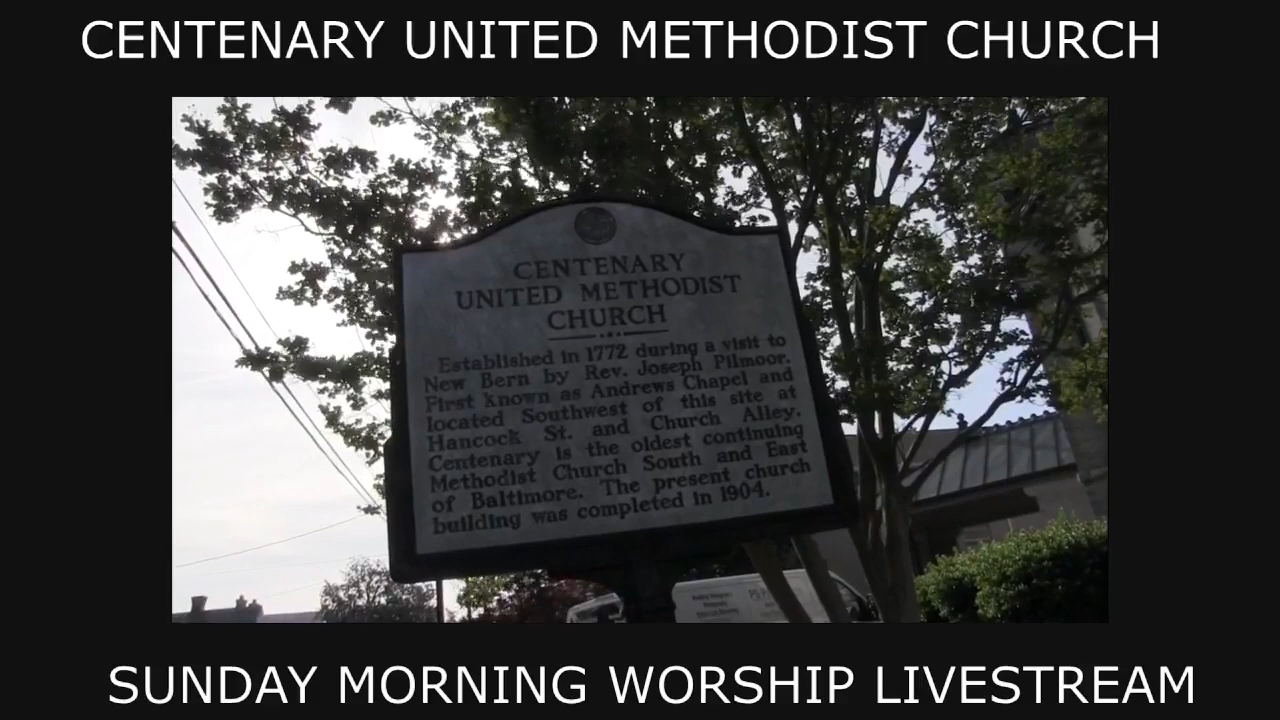 CENTENARY UNITED METHODIST CHURCH
CENTENARY
UNITED METHODIST
CHURCH
Established in 1772 during a visit to
New Bern by Rev. Joseph Pilmoor.
First known as Andrews Chapel and
located Southwest of this site at
Hancock St. and Church Alley.
Centenary is the oldest continuing
Methodist Church South and East
of Baltimore. The present church
building was completed in 1904.
SUNDAY MORNING WORSHIP LIVESTREAM